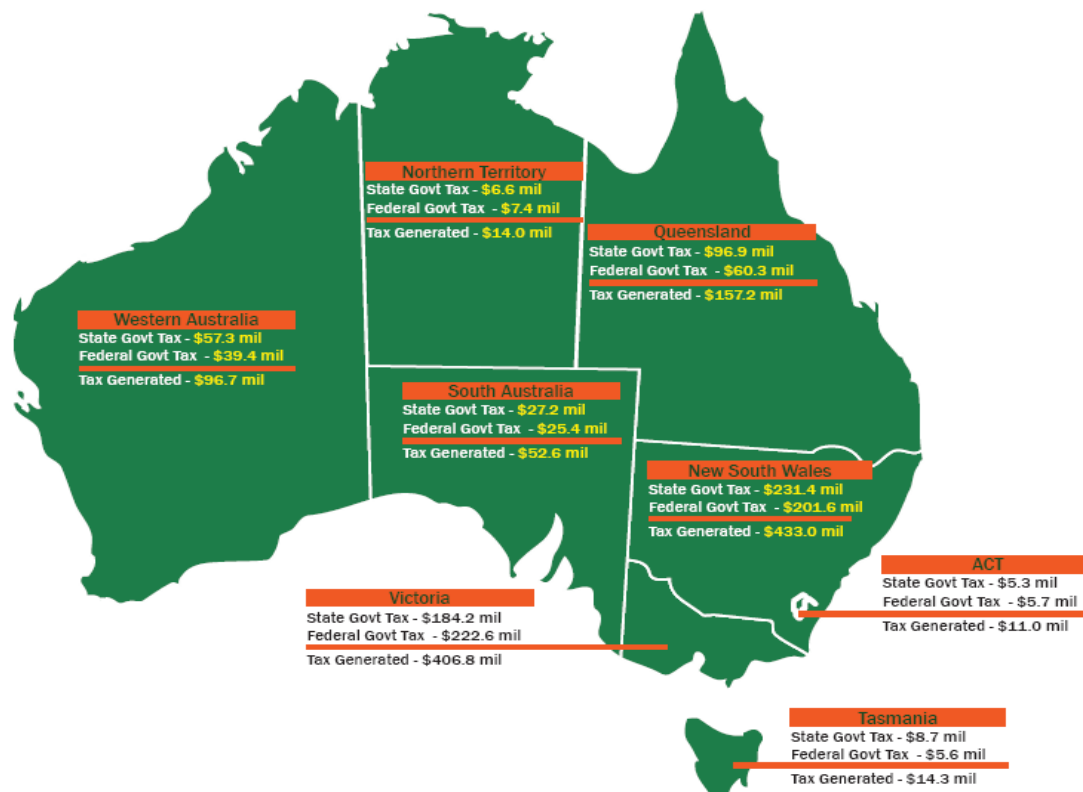 Northern Territory
State Govt Tax - $6.6 mil
Federal Govt Tax - $7.4 mil
Tax Generated - $14.0 mil
Queensland
State Govt Tax - $96.9 mil
Federal Govt Tax - $60.3 mil
Tax Generated - $157.2 mil
Western Australia
State Govt Tax - $57.3 mil
Federal Govt Tax - $39.4 mil
Tax Generated - $96.7 mil
South Australia
State Govt Tax - $27.2 mil
Federal Govt Tax - $25.4 mil
Tax Generated - $52.6 mil
New South Wales
State Govt Tax - $231.4 mil
Federal Govt Tax - $201.6 mil
Tax Generated - $433.0 mil
ACT
State Govt Tax - $5.3 mil
Federal Govt Tax - $5.7 mil
Tax Generated - $11.0 mil
Victoria
State Govt Tax - $184.2 mil
Federal Govt Tax - $222.6 mil
Tax Generated - $406.8 mil
Tasmania
State Govt Tax - $8.7 mil
Federal Govt Tax - $5.6 mil
Tax Generated - $14.3 mil